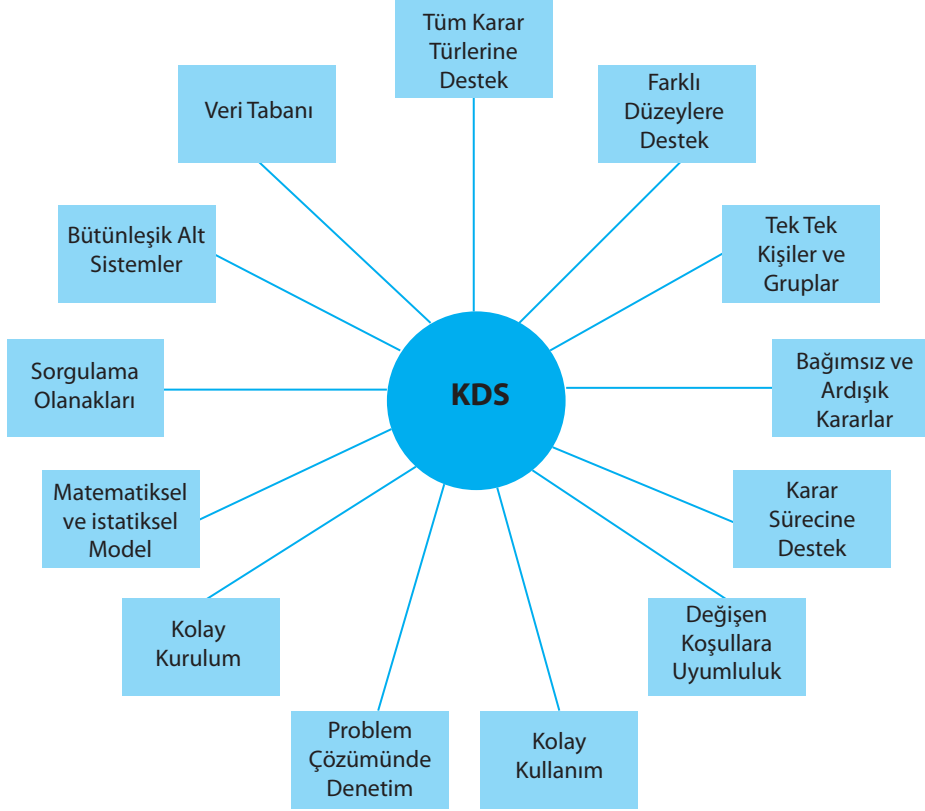 Tüm Karar
Türlerine
Destek
Farklı
Düzeylere
Destek
Tek Tek
Kişiler ve
Gruplar
Bağımsız ve
Ardışık
Kararlar
Karar
Sürecine
Destek
Değişen
Koşullara
Uyumluluk
Kolay
Kullanım
Problem
Çözümünde
Denetim
Kolay
Kurulum
Matematiksel
ve istatiksel
Model
Sorgulama
Olanakları
Bütünleşik Alt
Sistemler
Veri Tabanı
KDS